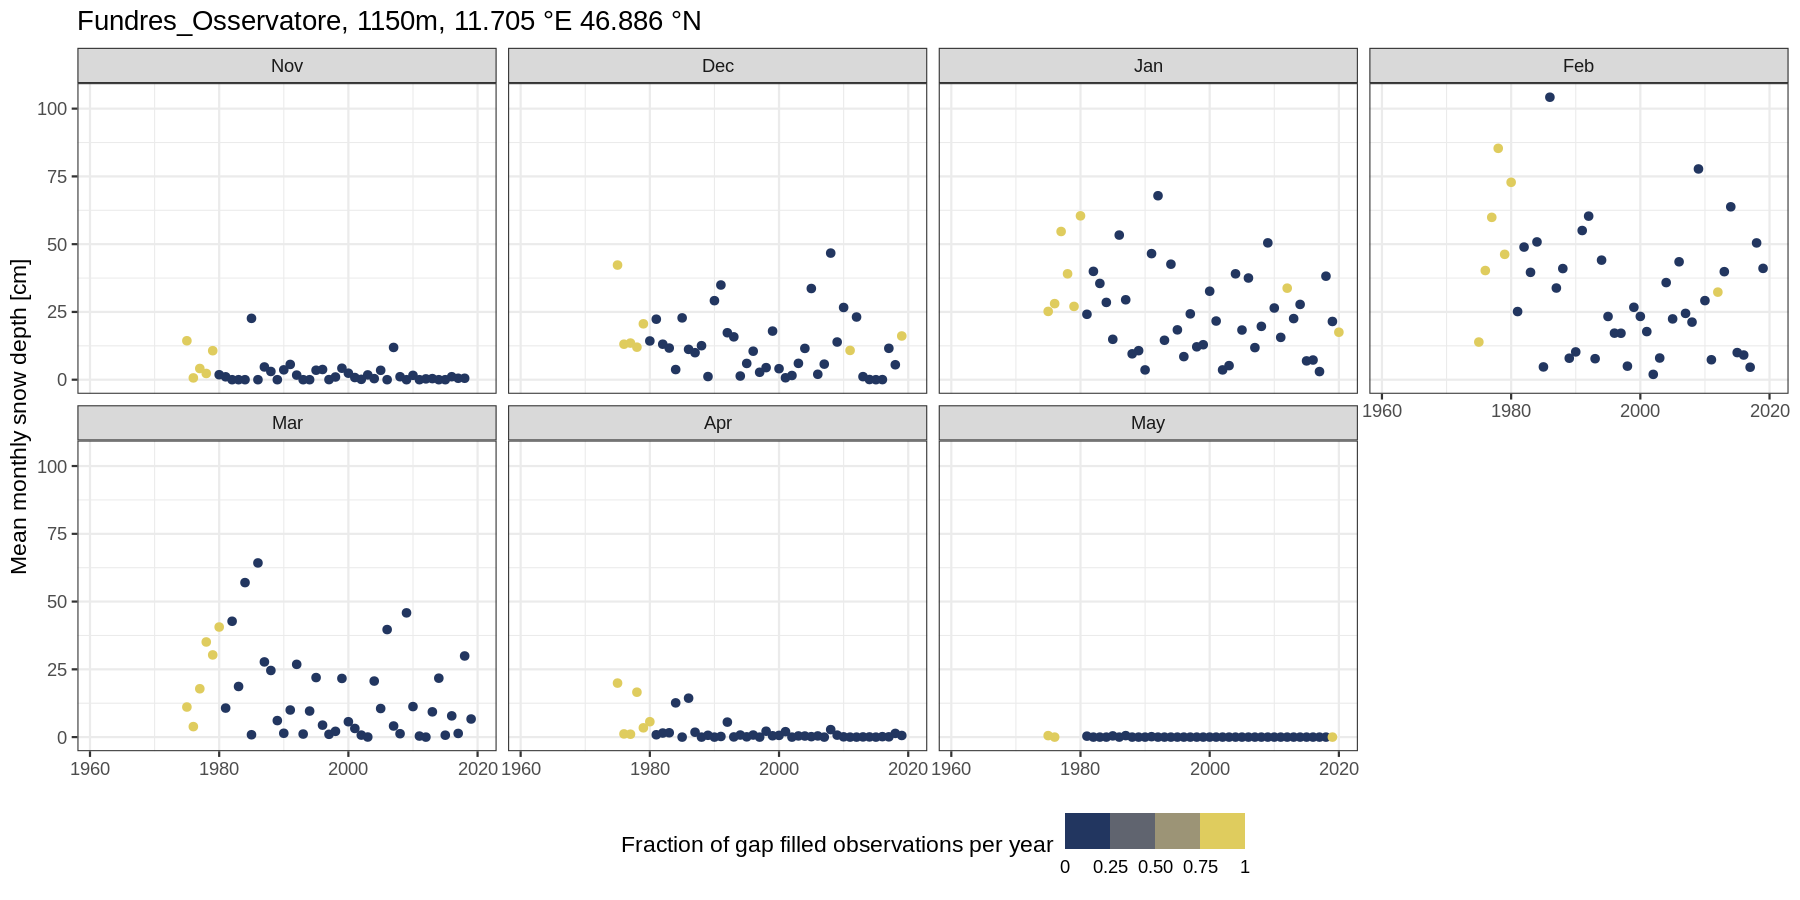 Fundres_Osservatore, 1150m, 11.705 °E 46.886 °N
Nov
Dec
Jan
Feb
100
75
50
25
0
1960 1980 2000 2020
Mar
Apr
May
100
75
50
25
0
1960 1980 2000 2020
1960 1980 2000 2020
1960 1980 2000 2020
Mean monthly snow depth [cm]
Fraction of gap filled observations per year
0 0.25 0.50 0.75 1